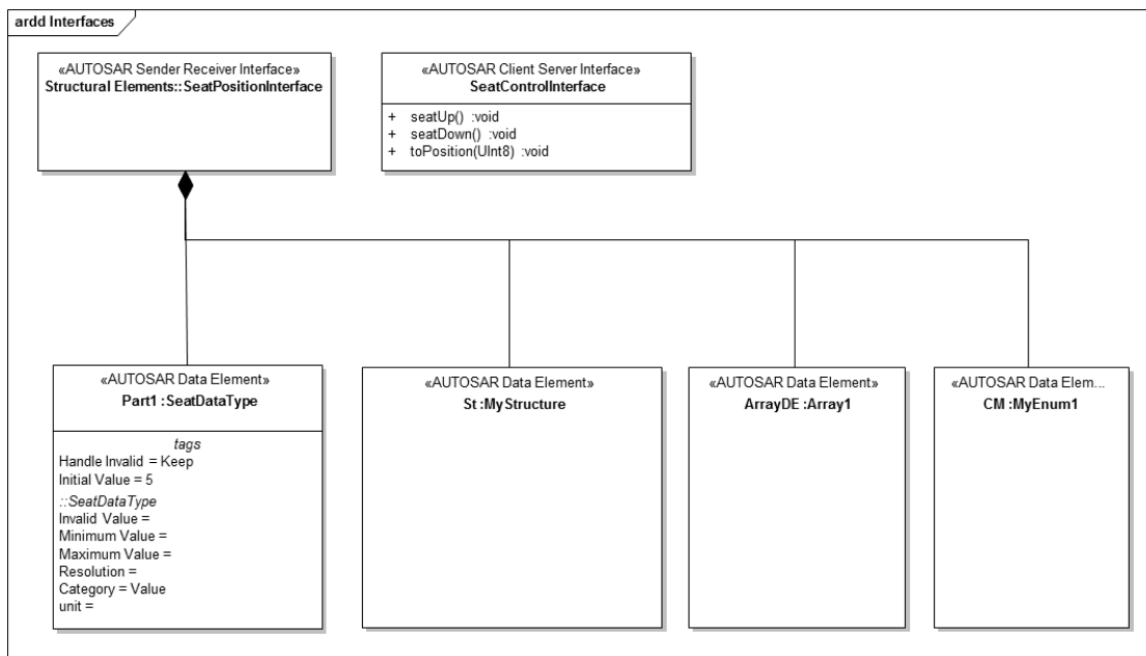 ardd Interfaces
«AUTOSAR Sender Receiver Interface»
Structural Elements::SeatPositionInterface
«AUTOSAR Client Server Interface»
SeatControlInterface
+ seatUp() :void
+ seatDown() :void
+ toPosition(UInt8) :void
«AUTOSAR Data Element»
Part1 :SeatDataType
tags
Handle Invalid = Keep
Initial Value = 5
::SeatDataType
Invalid Value =
Minimum Value =
Maximum Value =
Resolution =
Category = Value
unit =
«AUTOSAR Data Element»
St :MyStructure
«AUTOSAR Data Element»
ArrayDE :Array1
«AUTOSAR Data Elem...
CM :MyEnum1